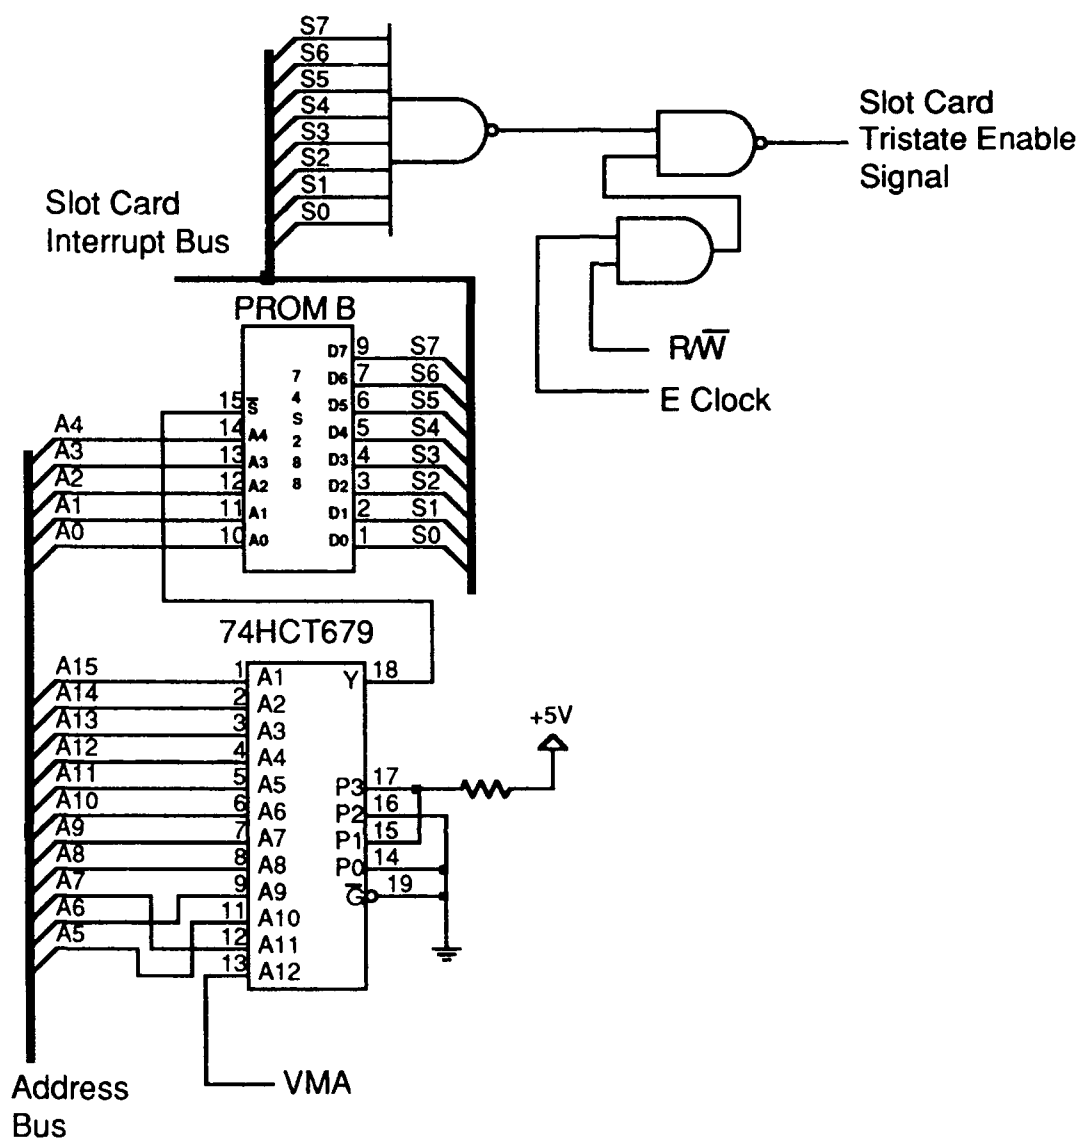 S7
S6
S5
S4
S3
S2
S1
S0
Slot Card
Tristate Enable
Signal
Slot Card
Interrupt Bus
R/W̅
E Clock
PROM B
74S288
15 S̅
A4 14 A4
A3 13 A3
A2 12 A2
A1 11 A1
A0 10 A0
D7 9 S7
D6 7 S6
D5 6 S5
D4 5 S4
D3 4 S3
D2 3 S2
D1 2 S1
D0 1 S0
74HCT679
A15 1 A1
A14 2 A2
A13 3 A3
A12 4 A4
A11 5 A5
A10 6 A6
A9 7 A7
A8 8 A8
A7 9 A9
A6 11 A10
A5 12 A11
13 A12
Y 18
P3 17
P2 16
P1 15
P0 14
G̅ 19
+5V
VMA
Address
Bus